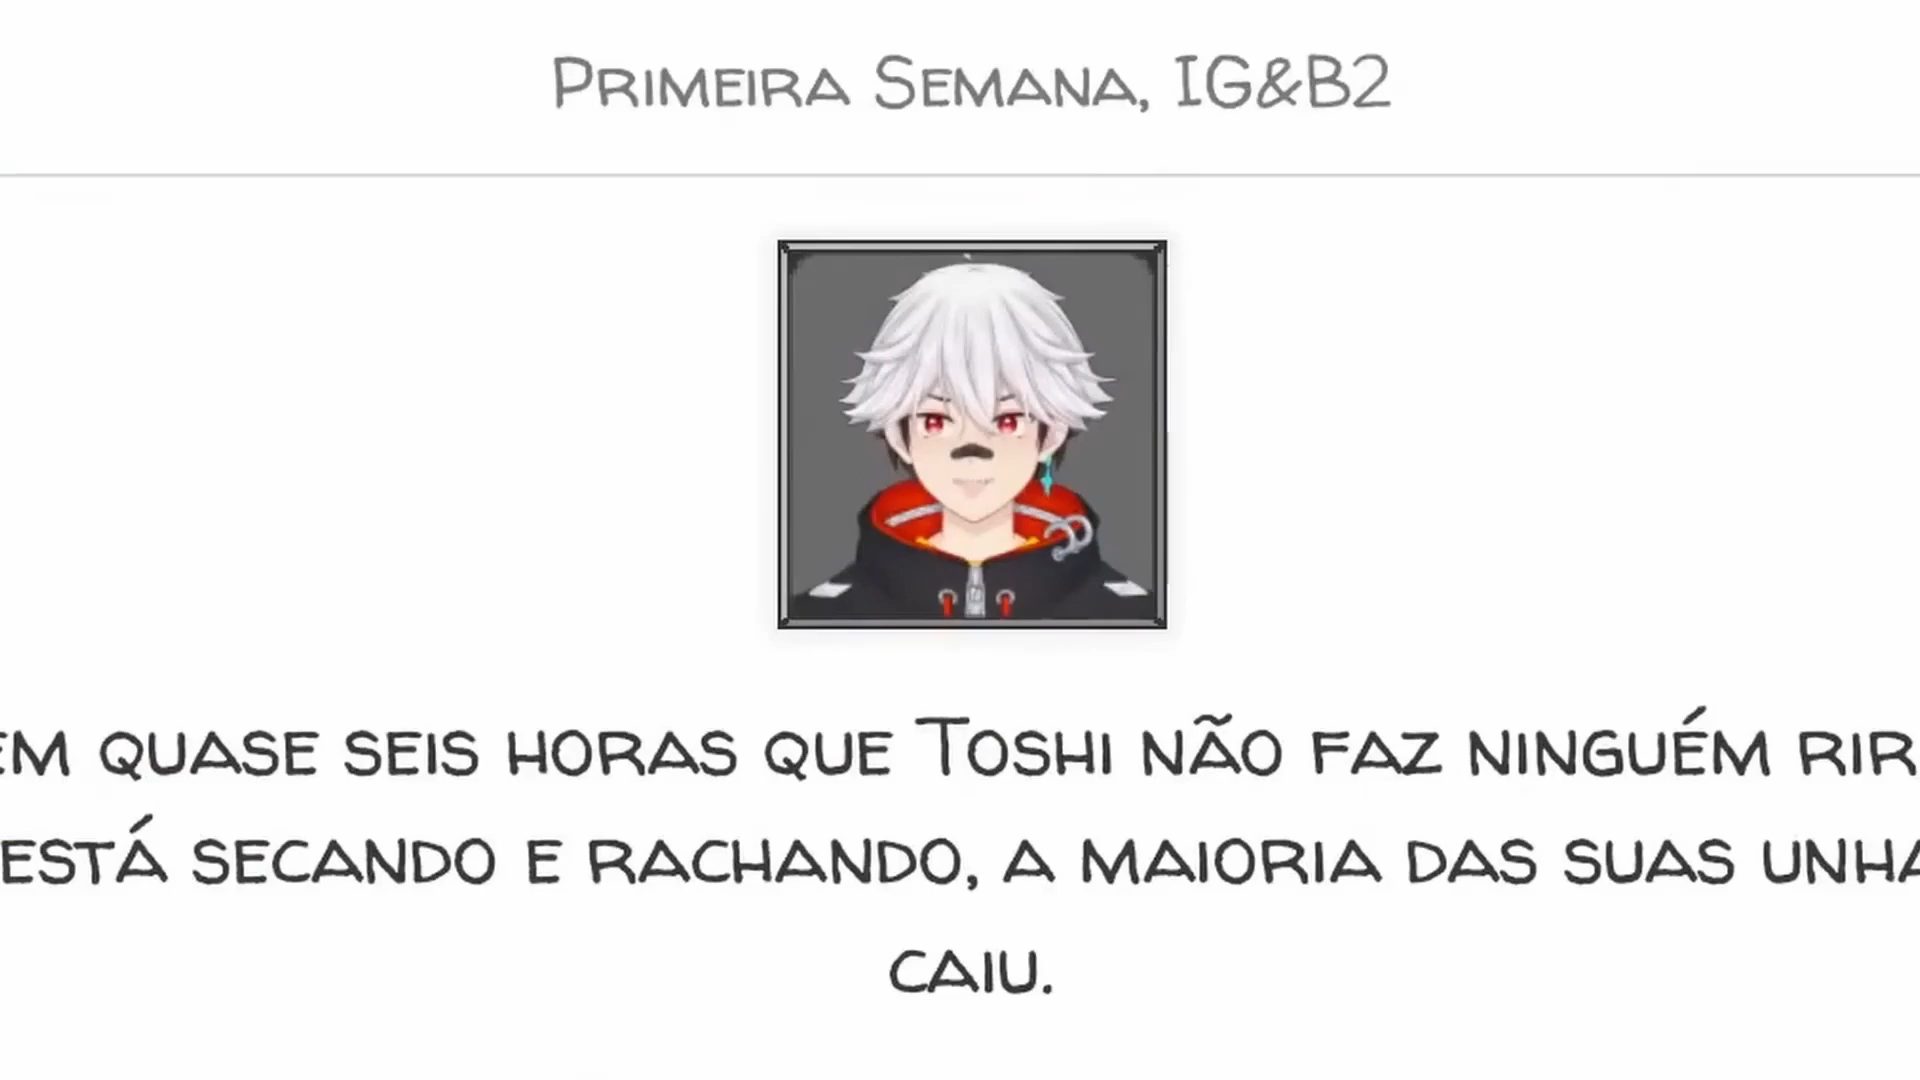 Primeira Semana, IG&B2
em quase seis horas que Toshi não faz ninguém rir
está secando e rachando, a maioria das suas unha
caiu.